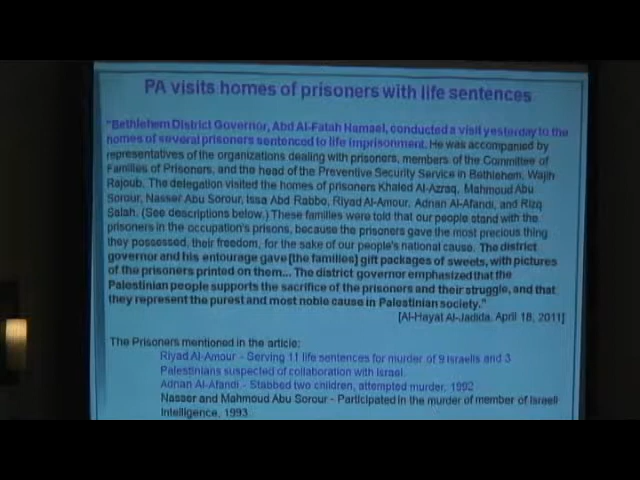 PA visits homes of prisoners with life sentences
"Bethlehem District Governor, Abd Al-Fatah Hamael, conducted a visit yesterday to the
homes of several prisoners sentenced to life imprisonment. He was accompanied by
representatives of the organizations dealing with prisoners, members of the Committee of
Families of Prisoners, and the head of the Preventive Security Service in Bethlehem, Wajih
Rajoub. The delegation visited the homes of prisoners Khaled Al-Azraq, Mahmoud Abu
Sorour, Nasser Abu Sorour, Issa Abd Rabbo, Riyad Al-Amour, Adnan Al-Afandi, and Rizq
Salah. (See descriptions below.) These families were told that our people stand with the
prisoners in the occupation's prisons, because the prisoners gave the most precious thing
they possessed, their freedom, for the sake of our people's national cause. The district
governor and his entourage gave [the families] gift packages of sweets, with pictures
of the prisoners printed on them... The district governor emphasized that the
Palestinian people supports the sacrifice of the prisoners and their struggle, and that
they represent the purest and most noble cause in Palestinian society."
[Al-Hayat Al-Jadida, April 18, 2011]
The Prisoners mentioned in the article:
Riyad Al-Amour - Serving 11 life sentences for murder of 9 Israelis and 3
Palestinians suspected of collaboration with Israel.
Adnan Al-Afandi - Stabbed two children, attempted murder, 1992
Nasser and Mahmoud Abu Sorour - Participated in the murder of member of Israeli
Intelligence, 1993.